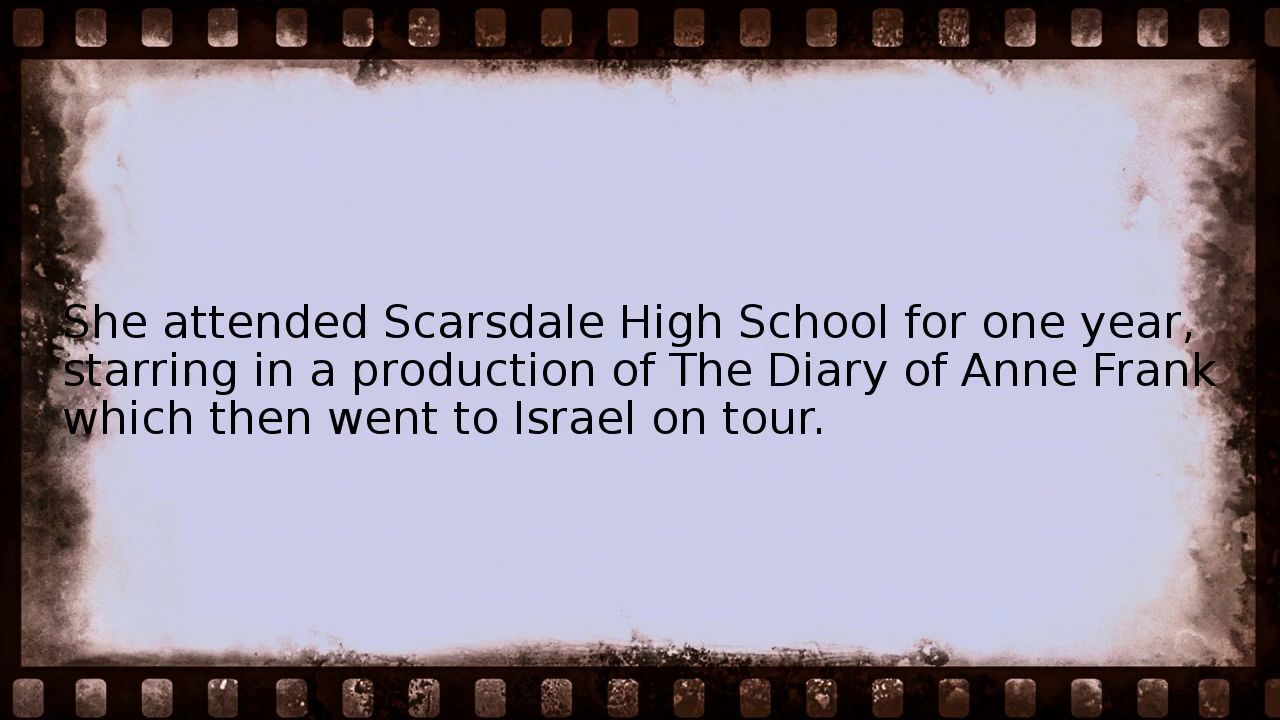 She attended Scarsdale High School for one year,
starring in a production of The Diary of Anne Frank
which then went to Israel on tour.